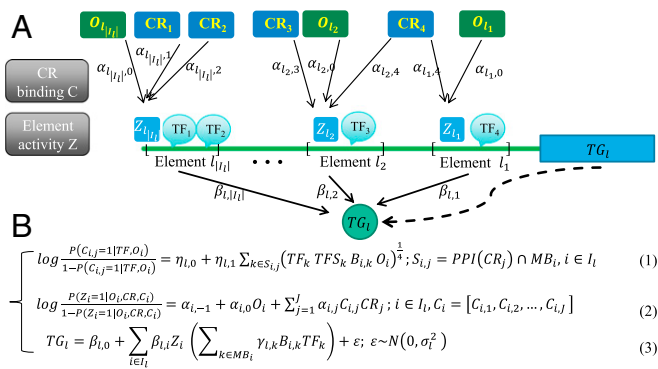 A
O_{l_{|I_l|}} CR_1 CR_2 CR_3 O_{l_2} CR_4 O_{l_1}
α_{l_{|I_l|},0} α_{l_{|I_l|},1} α_{l_{|I_l|},2} α_{l_2,3} α_{l_2,0} α_{l_2,4} α_{l_1,4} α_{l_1,0}
CR
binding C
Element
activity Z
Z_{l_{|I_l|}} TF_1 TF_2 Z_{l_2} TF_3 Z_{l_1} TF_4
[ Element l_{|I_l|} ] • • • [ Element l_2 ] [ Element l_1 ] TG_l
β_{l,|I_l|} β_{l,2} β_{l,1}
TG_l
B
log \frac{P(C_{i,j}=1|TF,O_i)}{1-P(C_{i,j}=1|TF,O_i)} = η_{l,0} + η_{l,1} ∑_{k∈S_{i,j}} (TF_k TFS_k B_{i,k} O_i)^{\frac{1}{4}}; S_{i,j} = PPI(CR_j) ∩ MB_i, i ∈ I_l (1)
log \frac{P(Z_i=1|O_i,CR,C_i)}{1-P(Z_i=1|O_i,CR,C_i)} = α_{i,-1} + α_{i,0}O_i + ∑_{j=1}^{J} α_{i,j}C_{i,j}CR_j; i ∈ I_l, C_i = [C_{i,1}, C_{i,2}, ..., C_{i,J}] (2)
TG_l = β_{l,0} + ∑_{i∈I_l} β_{l,i}Z_i (∑_{k∈MB_i} γ_{l,k}B_{i,k}TF_k) + ε; ε~N(0, σ_l^2) (3)